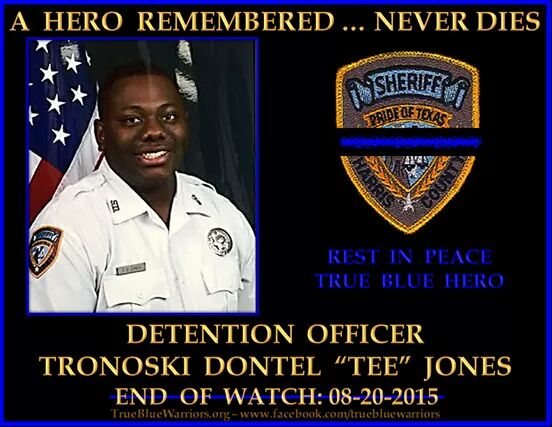 A HERO REMEMBERED ... NEVER DIES
SHERIFF
PRIDE OF TEXAS
HARRIS COUNTY
REST IN PEACE
TRUE BLUE HERO
DETENTION OFFICER
TRONOSKI DONTEL “TEE” JONES
END OF WATCH: 08-20-2015
TrueBlueWarriors.org – www.facebook.com/truebluewarriors